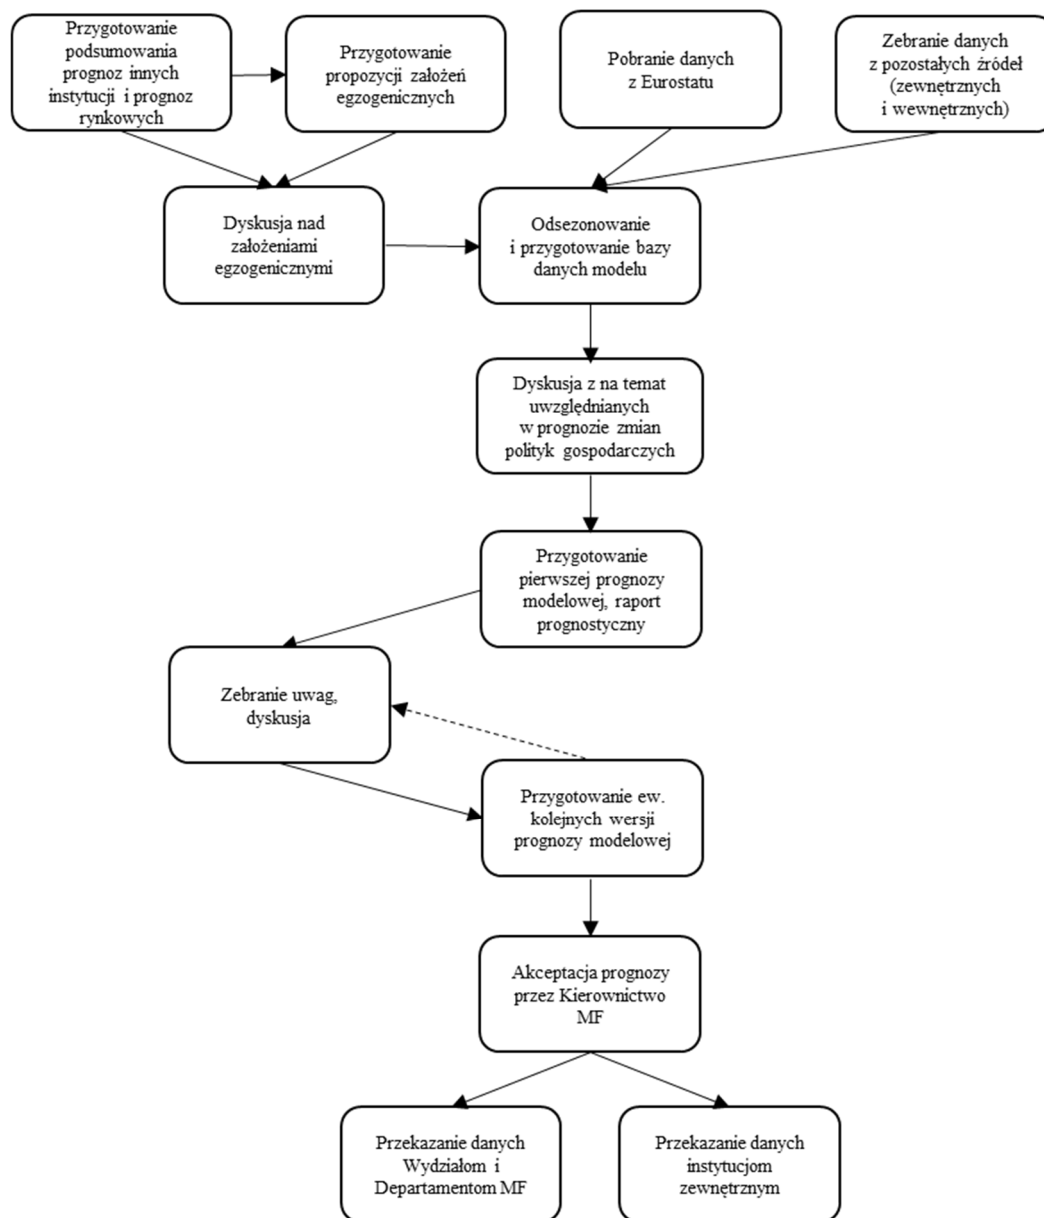 Przygotowanie
podsumowania
prognoz innych
instytucji i prognoz
rynkowych
Przygotowanie
propozycji założeń
egzogenicznych
Pobranie danych
z Eurostatu
Zebranie danych
z pozostałych źródeł
(zewnętrznych
i wewnętrznych)
Dyskusja nad
założeniami
egzogenicznymi
Odsezonowanie
i przygotowanie bazy
danych modelu
Dyskusja z na temat
uwzględnianych
w prognozie zmian
polityk gospodarczych
Przygotowanie
pierwszej prognozy
modelowej, raport
prognostyczny
Zebranie uwag,
dyskusja
Przygotowanie ew.
kolejnych wersji
prognozy modelowej
Akceptacja prognozy
przez Kierownictwo
MF
Przekazanie danych
Wydziałom i
Departamentom MF
Przekazanie danych
instytucjom
zewnętrznym